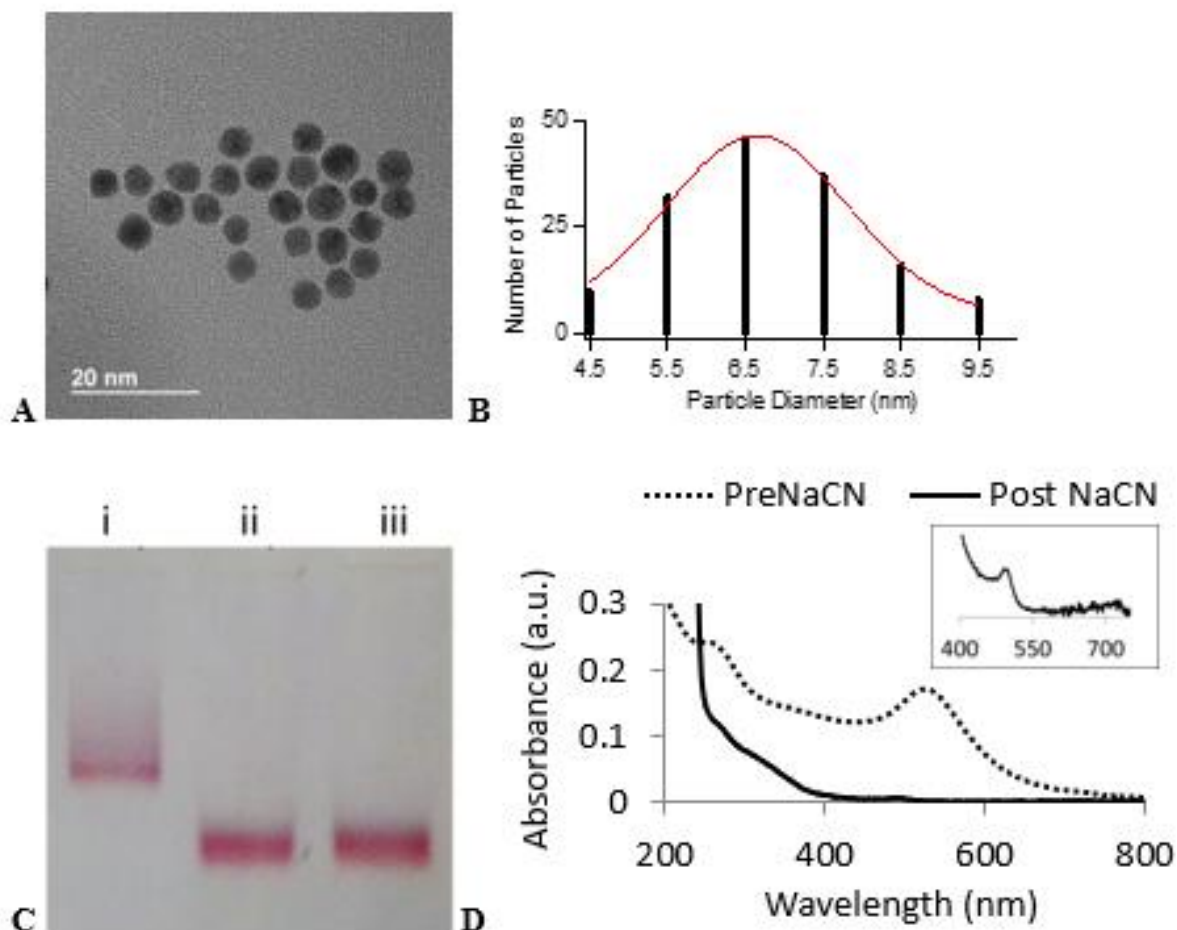 20 nm
A
50
25
0
Number of Particles
4.5 5.5 6.5 7.5 8.5 9.5
Particle Diameter (nm)
B
i ii iii
C
PreNaCN Post NaCN
400 550 700
Absorbance (a.u.)
0.3
0.2
0.1
0
200 400 600 800
Wavelength (nm)
D